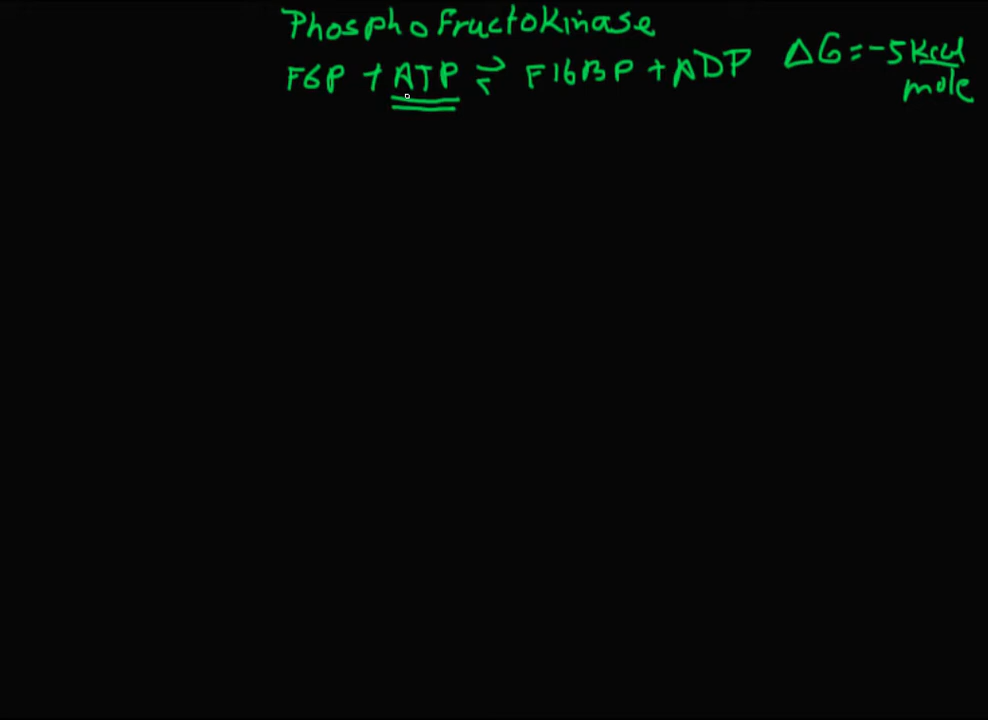 Phosphofructokinase
F6P + ATP ⇌ F16BP + ADP ΔG = -5 Kcal
mole